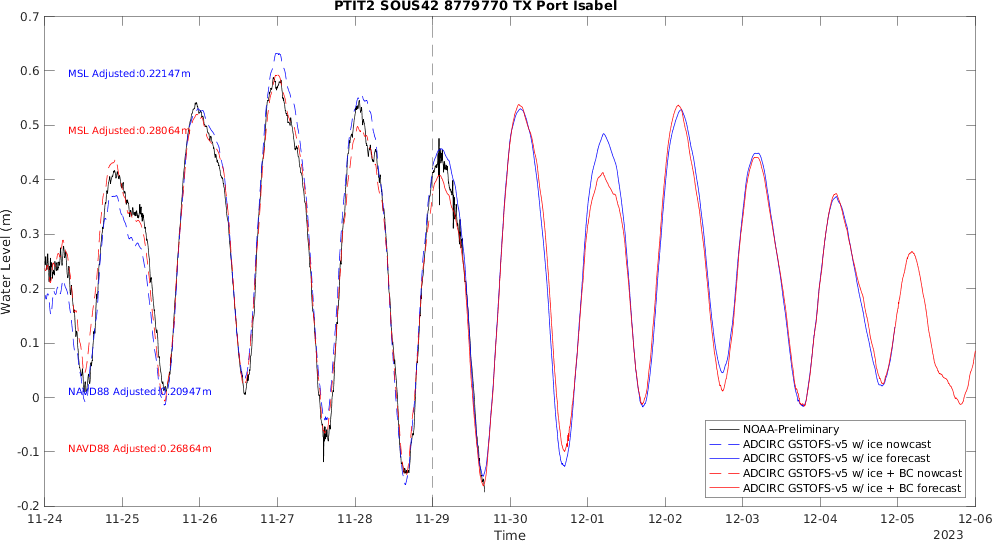 PTIT2 SOUS42 8779770 TX Port Isabel
0.7
0.6
0.5
0.4
0.3
0.2
0.1
0
-0.1
-0.2
Water Level (m)
MSL Adjusted:0.22147m
MSL Adjusted:0.28064m
NAVD88 Adjusted:0.20947m
NAVD88 Adjusted:0.26864m
NOAA-Preliminary
ADCIRC GSTOFS-v5 w/ ice nowcast
ADCIRC GSTOFS-v5 w/ ice forecast
ADCIRC GSTOFS-v5 w/ ice + BC nowcast
ADCIRC GSTOFS-v5 w/ ice + BC forecast
11-24 11-25 11-26 11-27 11-28 11-29 11-30 12-01 12-02 12-03 12-04 12-05 12-06
Time
2023